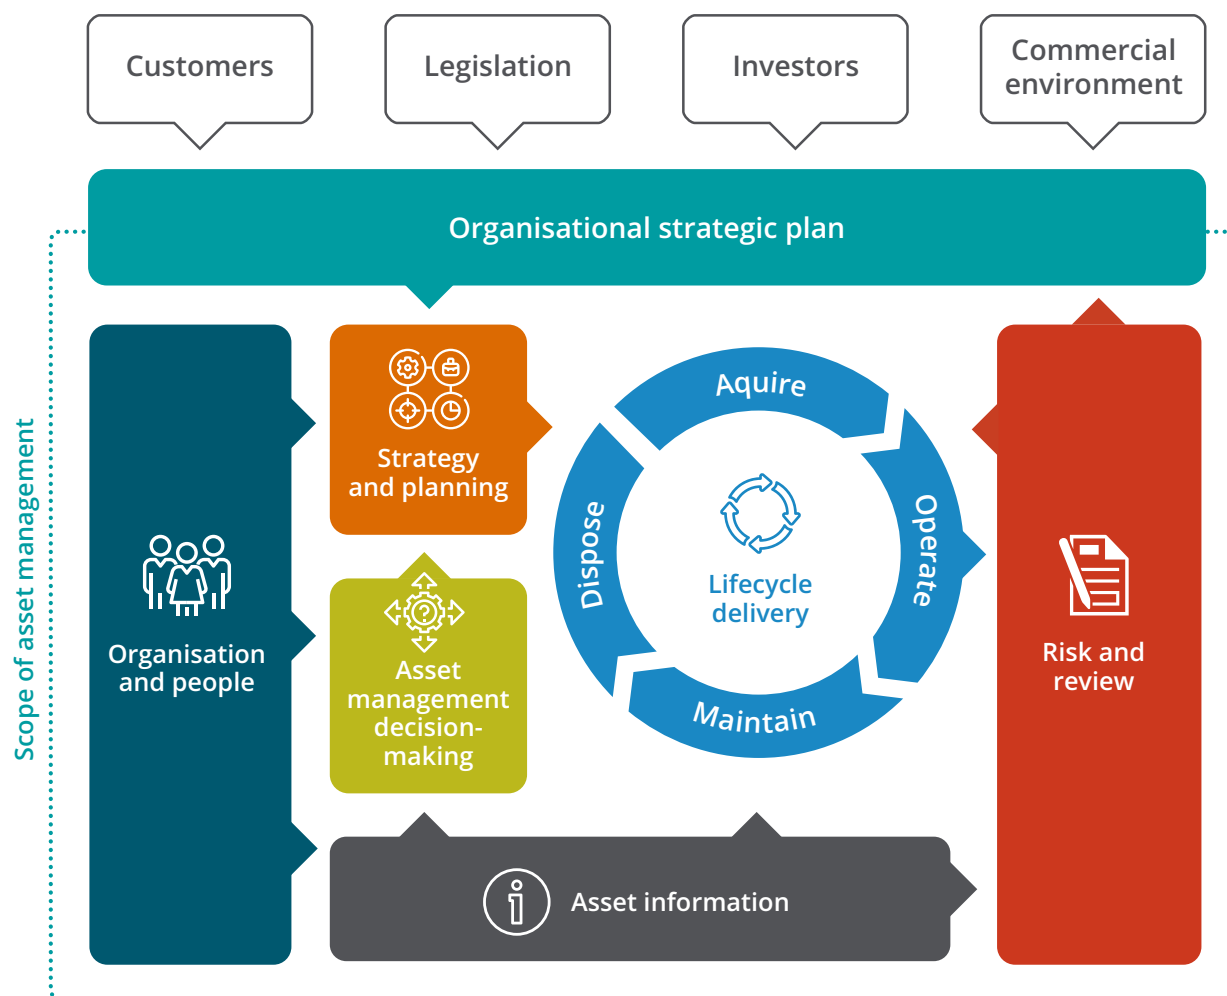 Customers
Legislation
Investors
Commercial
environment
Organisational strategic plan
Scope of asset management
Organisation
and people
Strategy
and planning
Asset
management
decision-
making
Aquire
Operate
Maintain
Dispose
Lifecycle
delivery
Risk and
review
Asset information